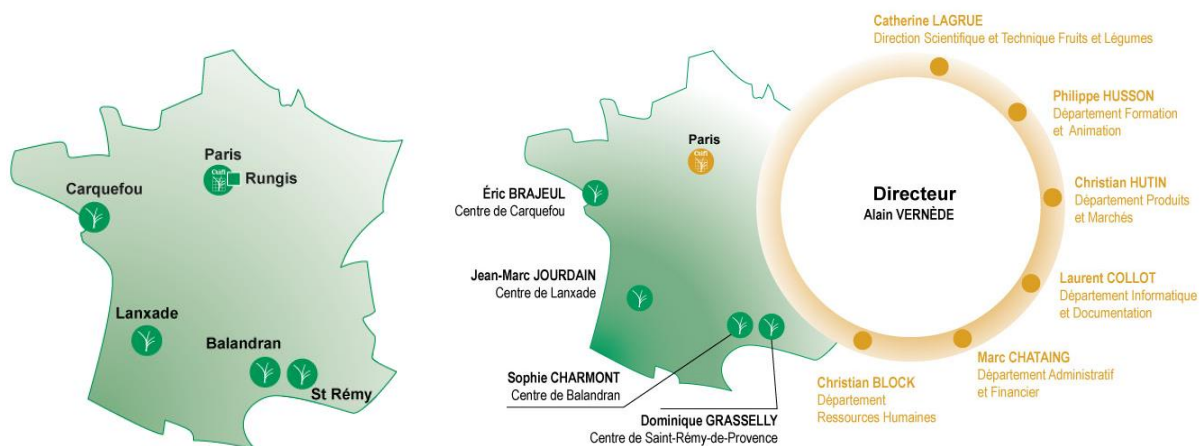 Paris
Ctifl
Rungis
Carquefou
Lanxade
Balandran
St Rémy
Catherine LAGRUE
Direction Scientifique et Technique Fruits et Légumes
Philippe HUSSON
Département Formation
et Animation
Paris
Ctifl
Éric BRAJEUL
Centre de Carquefou
Directeur
Alain VERNÈDE
Christian HUTIN
Département Produits
et Marchés
Jean-Marc JOURDAIN
Centre de Lanxade
Laurent COLLOT
Département Informatique
et Documentation
Sophie CHARMONT
Centre de Balandran
Marc CHATAING
Département Administratif
et Financier
Christian BLOCK
Département
Ressources Humaines
Dominique GRASSELLY
Centre de Saint-Rémy-de-Provence